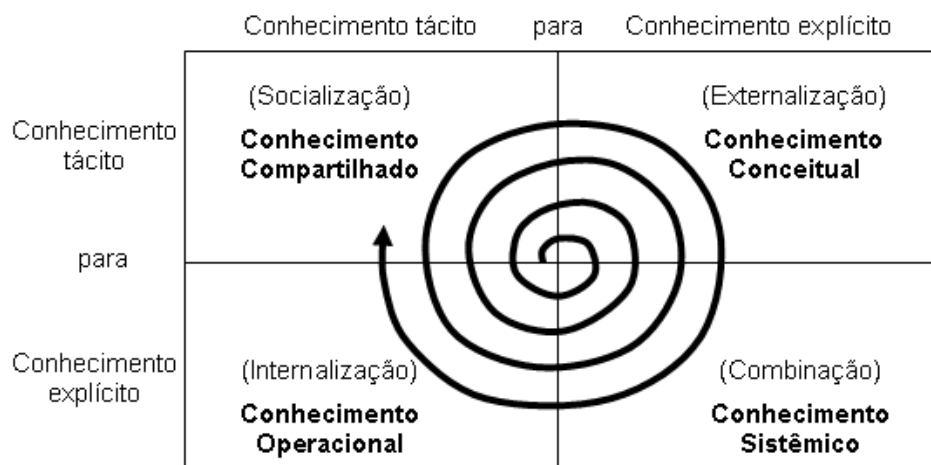 Conhecimento tácito para Conhecimento explícito
Conhecimento
tácito
(Socialização)
Conhecimento
Compartilhado
(Externalização)
Conhecimento
Conceitual
para
Conhecimento
explícito
(Internalização)
Conhecimento
Operacional
(Combinação)
Conhecimento
Sistêmico